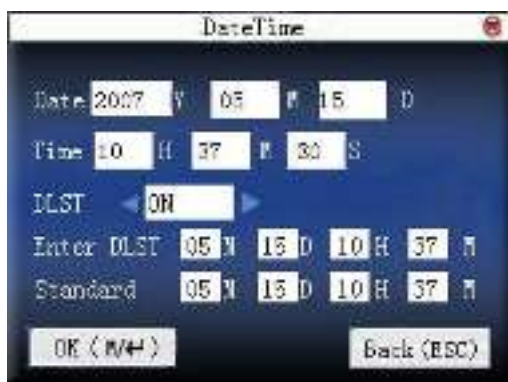 DateTime
Date 2007 Y 05 M 15 D
Time 10 H 37 M 30 S
DLST ON
Enter DLST 05 M 15 D 10 H 37 M
Standard 05 M 15 D 10 H 37 M
OK (M/↵) Back (ESC)